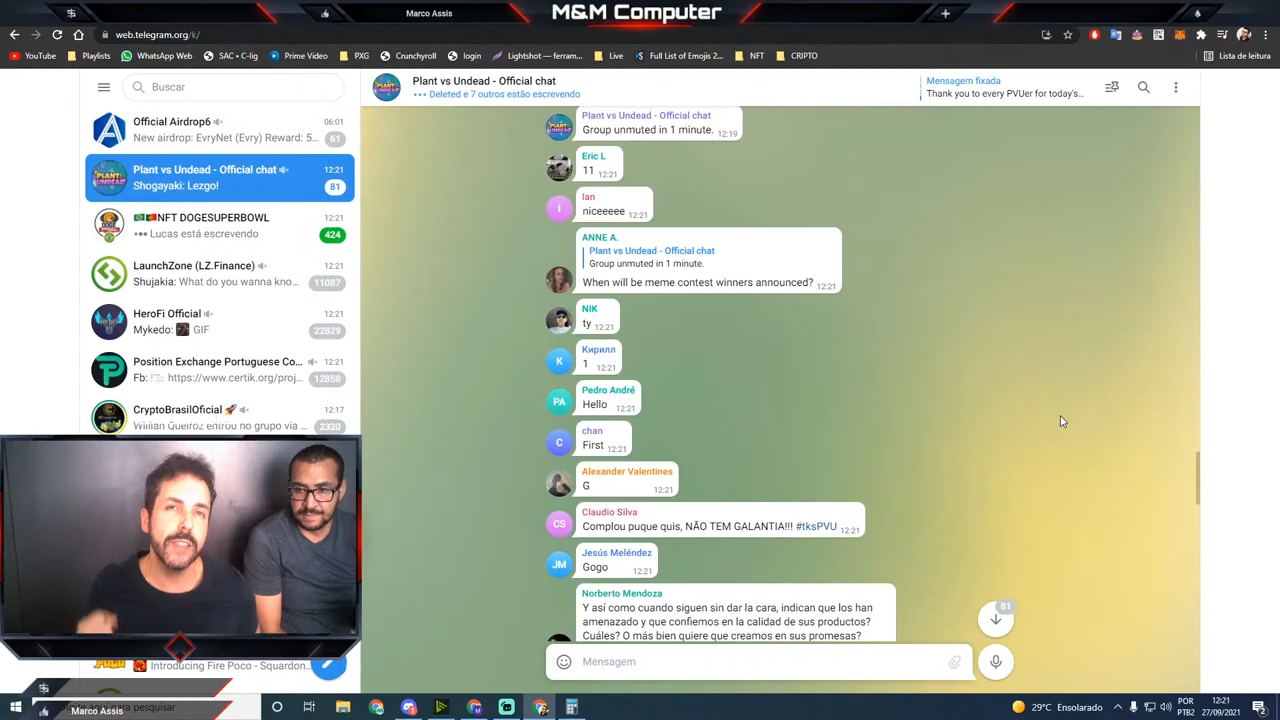 Marco Assis
M&M Computer
web.telegram.org/k/
YouTube
Playlists
WhatsApp Web
SAC • C-lig
Prime Video
PXG
Crunchyroll
login
Lightshot — ferram...
Live
Full List of Emojis 2...
NFT
CRIPTO
Lista de leitura
Buscar
Plant vs Undead - Official chat
••• Deleted e 7 outros estão escrevendo
Mensagem fixada
Thank you to every PVUer for today's...
Official Airdrop6
06:01
New airdrop: EvryNet (Evry) Reward: 5...
61
Plant vs Undead - Official chat
12:21
Shogayaki: Lezgo!
81
NFT DOGESUPERBOWL
12:21
••• Lucas está escrevendo
424
LaunchZone (LZ.Finance)
12:21
Shujakia: What do you wanna kno...
11087
HeroFi Official
12:21
Mykedo: GIF
22829
Position Exchange Portuguese Co...
12:21
Fb: https://www.certik.org/proj...
12858
CryptoBrasilOficial 🚀
12:17
Willian Queiroz entrou no grupo via ...
2320
Introducing Fire Poco - Squardon...
Plant vs Undead - Official chat
Group unmuted in 1 minute. 12:19
Eric L
11 12:21
Ian
niceeeee 12:21
ANNE A.
Plant vs Undead - Official chat
Group unmuted in 1 minute.
When will be meme contest winners announced? 12:21
NIK
ty 12:21
Кирилл
K
1 12:21
Pedro André
PA
Hello 12:21
chan
C
First 12:21
Alexander Valentines
G 12:21
Claudio Silva
CS
Complou puque quis, NÃO TEM GALANTIA!!! #tksPVU 12:21
Jesús Meléndez
JM
Gogo 12:21
Norberto Mendoza
Y así como cuando siguen sin dar la cara, indican que los han
amenazado y que confiemos en la calidad de sus productos?
Cuáles? O más bien quiere que creamos en sus promesas?
81
Mensagem
Marco Assis
aqui para pesquisar
29°C Ensolarado
POR
PTB2
12:21
27/09/2021
2